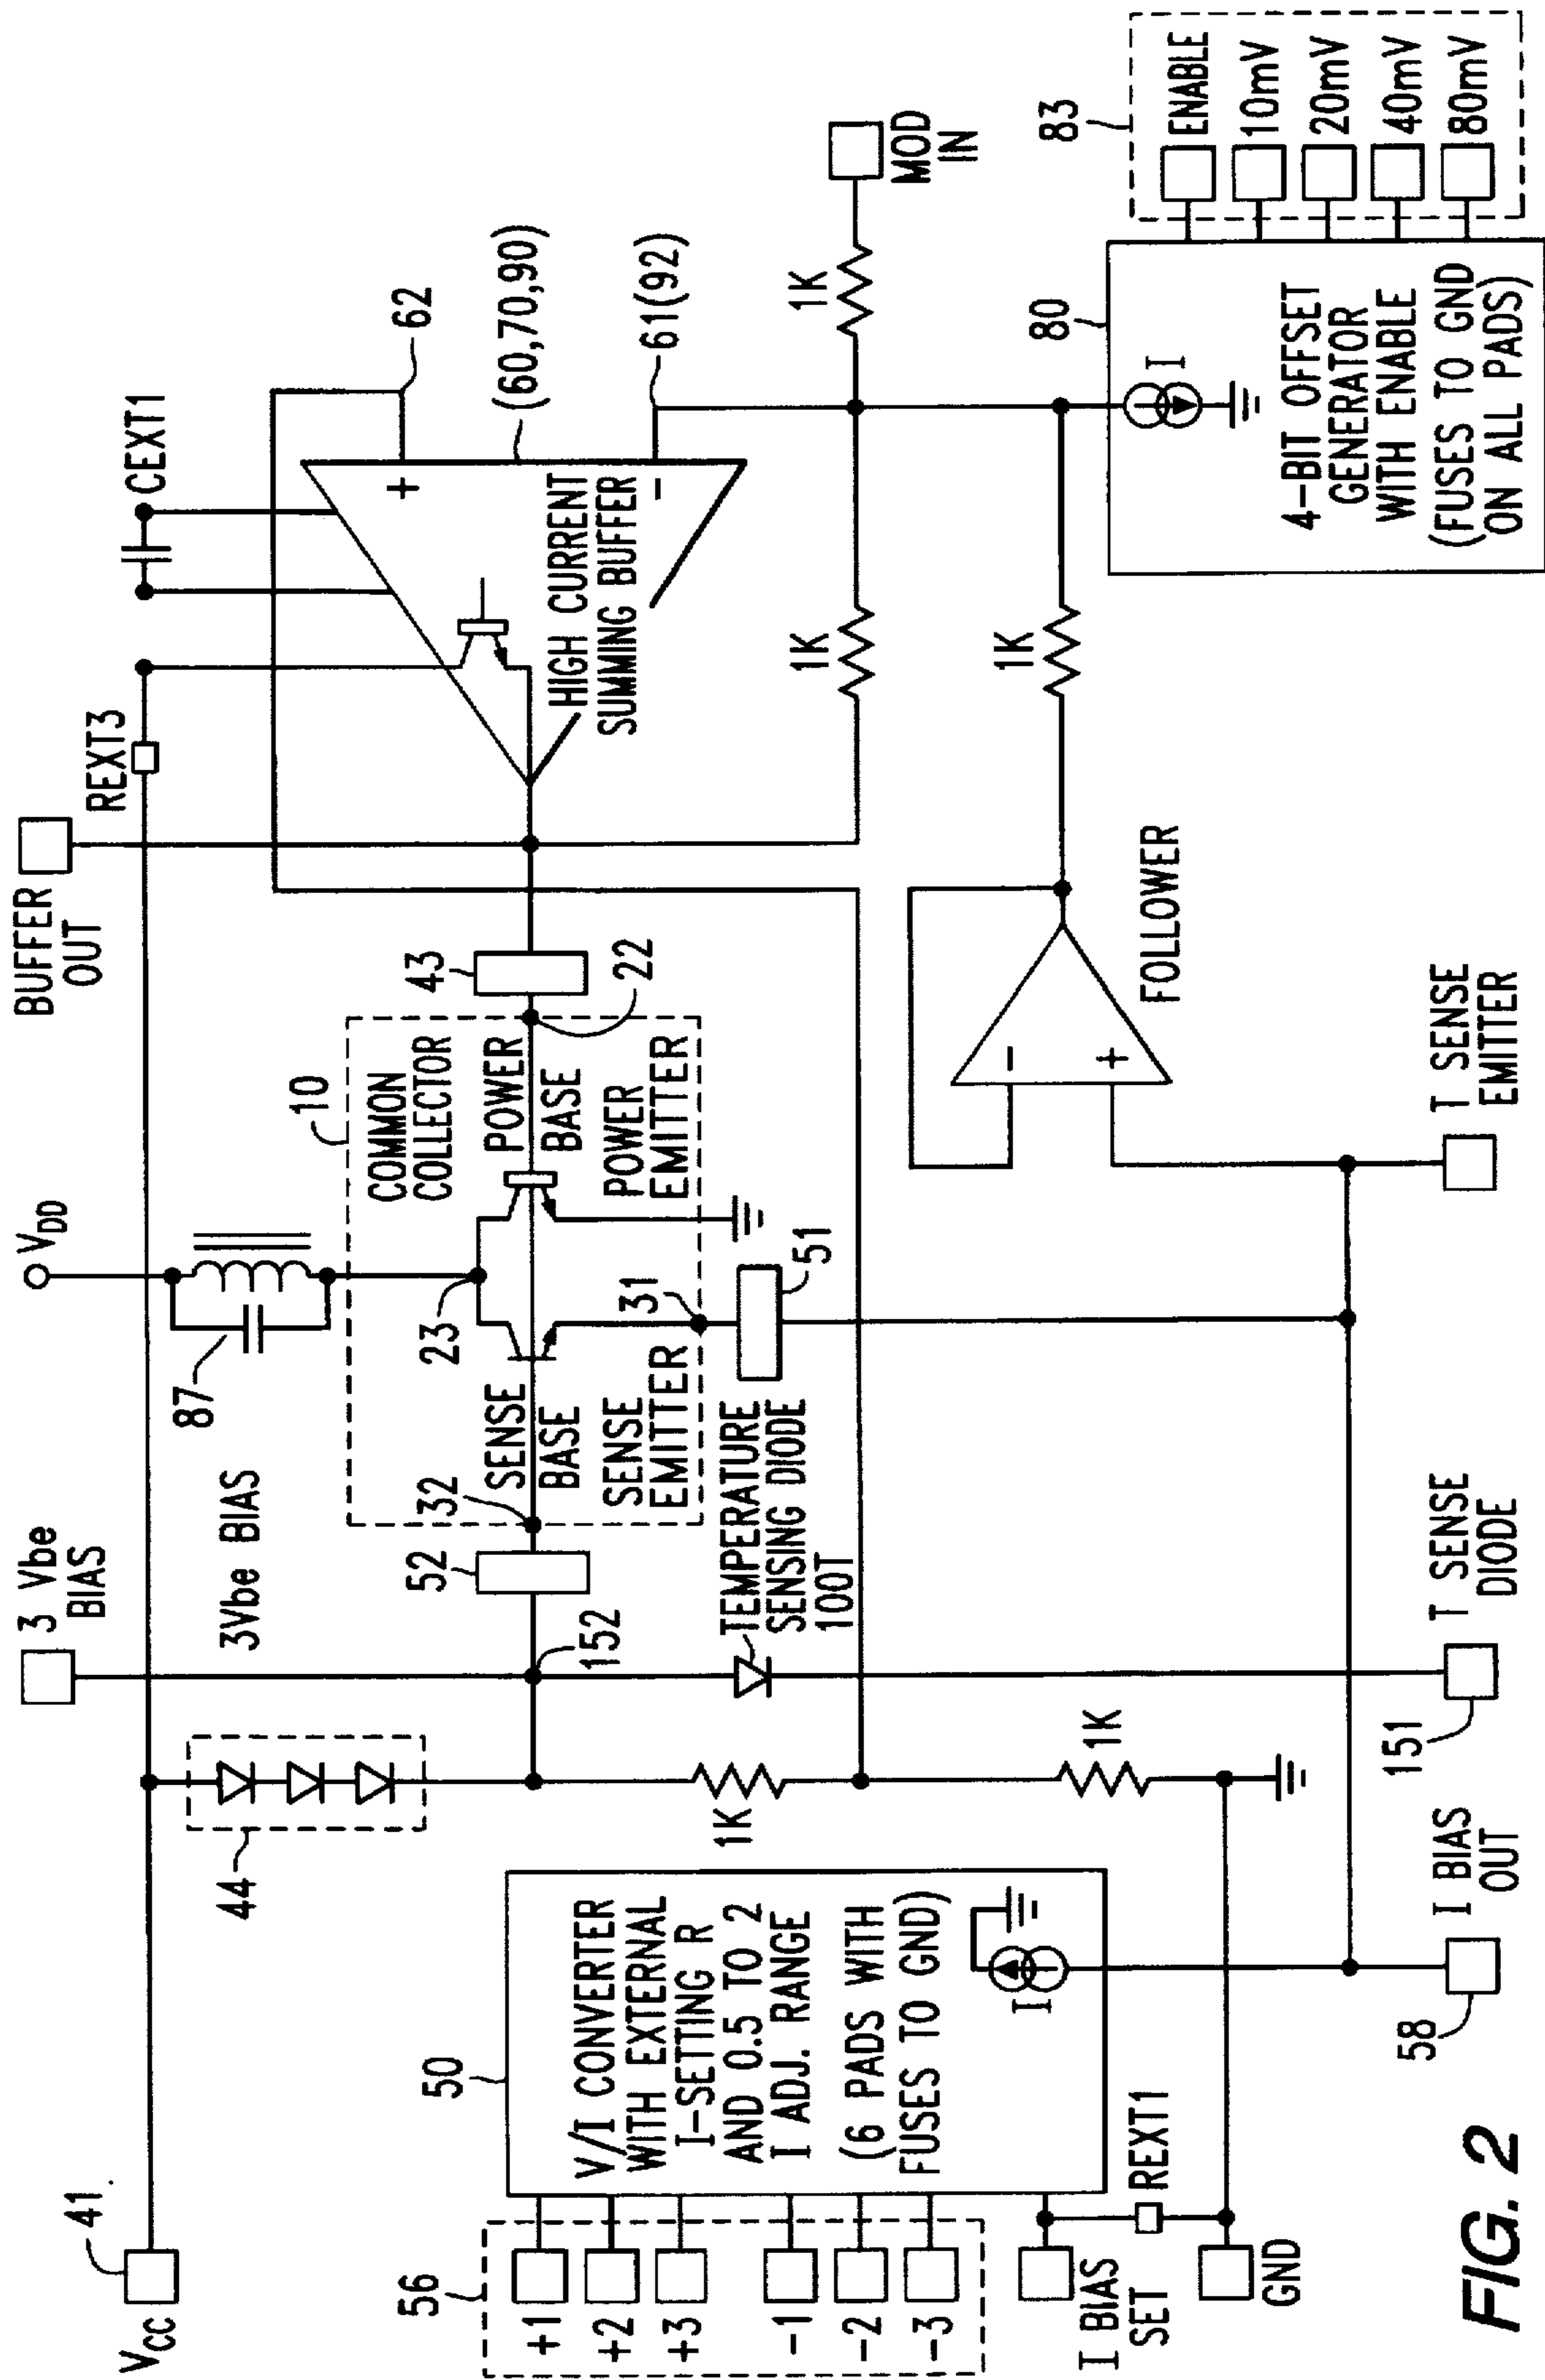 V_CC
41
44
3 Vbe
BIAS
3Vbe BIAS
87
V_DD
BUFFER
OUT
REXT3
CEXT1
62
(60,70,90)
61(92)
HIGH CURRENT
SUMMING BUFFER
+
-
10
COMMON
COLLECTOR
POWER
BASE
POWER
EMITTER
SENSE
BASE
SENSE
EMITTER
23
32
31
22
43
52
51
152
TEMPERATURE
SENSING DIODE
100T
1K
1K
1K
1K
1K
MOD
IN
FOLLOWER
-
+
50
V/I CONVERTER
WITH EXTERNAL
I-SETTING R
AND 0.5 TO 2
I ADJ. RANGE
(6 PADS WITH
FUSES TO GND)
I
56
+1
+2
+3
-1
-2
-3
I BIAS
SET
REXT1
GND
80
I
4-BIT OFFSET
GENERATOR
WITH ENABLE
(FUSES TO GND
ON ALL PADS)
83
ENABLE
10mV
20mV
40mV
80mV
58
I BIAS
OUT
151
T SENSE
DIODE
T SENSE
EMITTER
FIG. 2